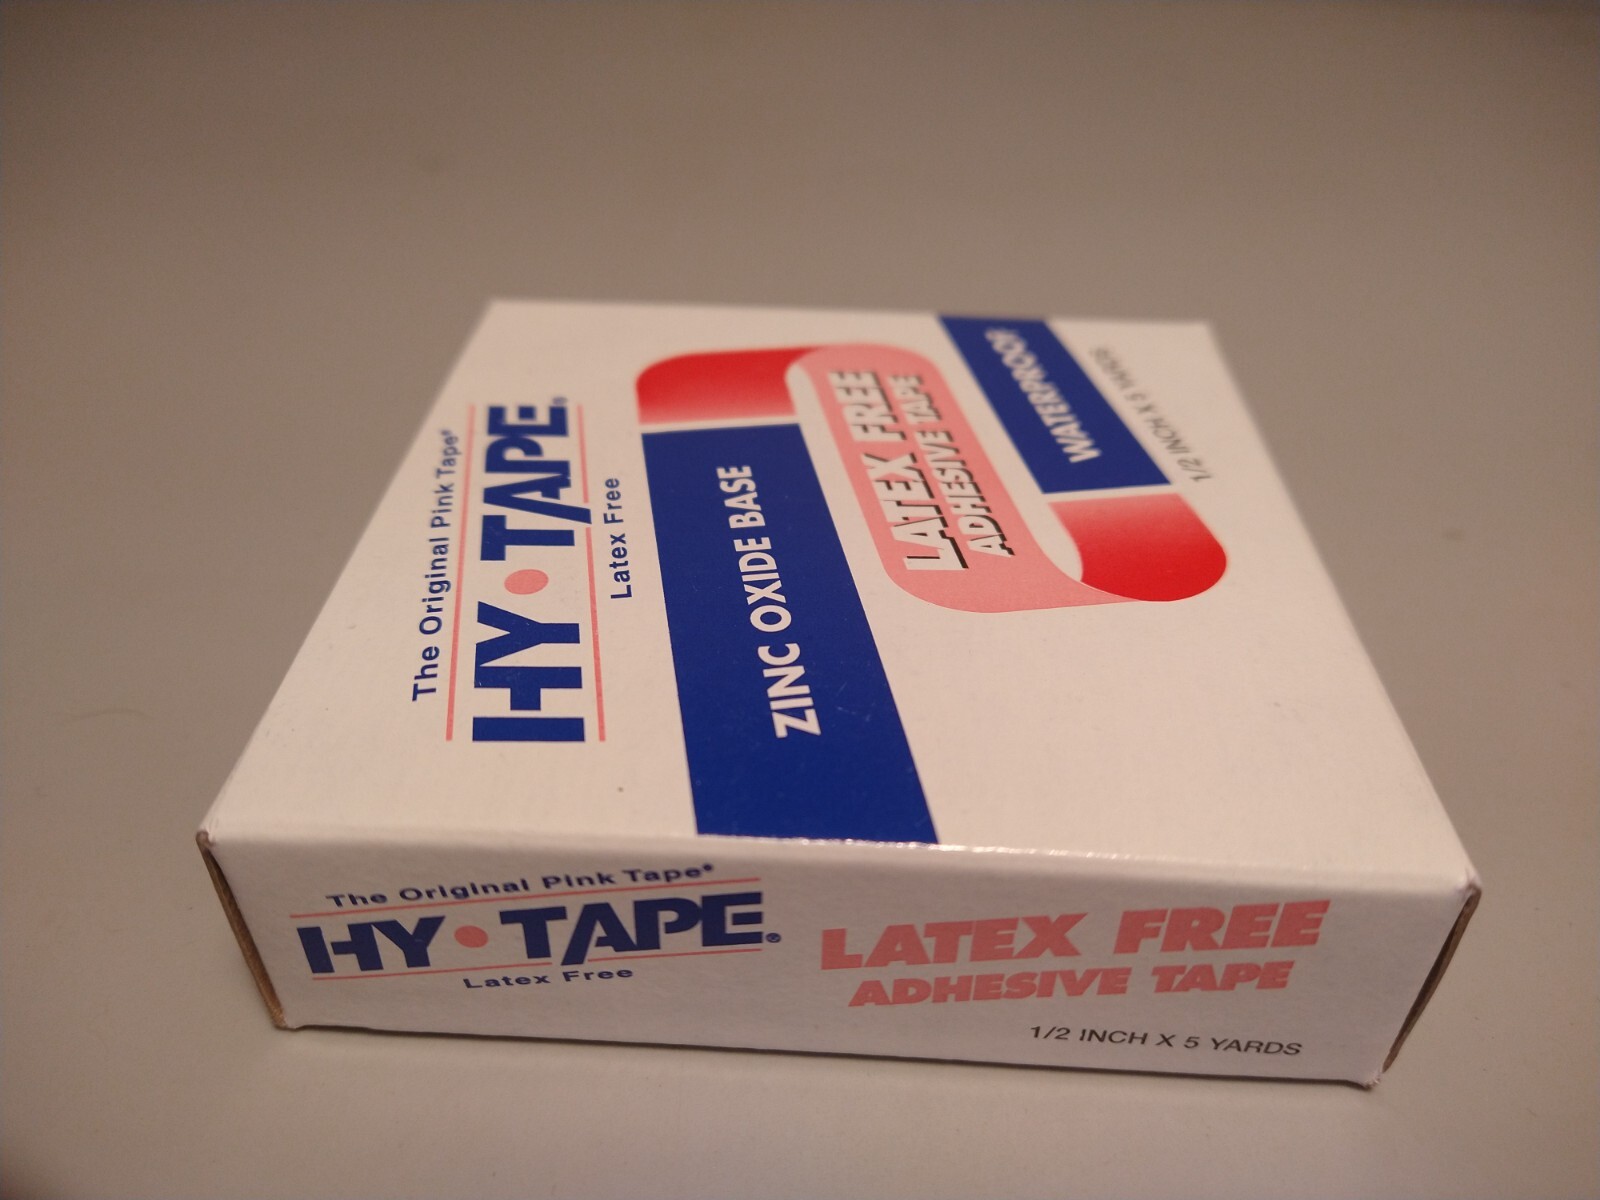 The Original Pink Tape®
HY•TAPE®
Latex Free
ZINC OXIDE BASE
LATEX FREE
ADHESIVE TAPE
WATERPROOF
1/2 INCH X 5 YARDS
The Original Pink Tape®
HY•TAPE®
Latex Free
LATEX FREE
ADHESIVE TAPE
1/2 INCH X 5 YARDS